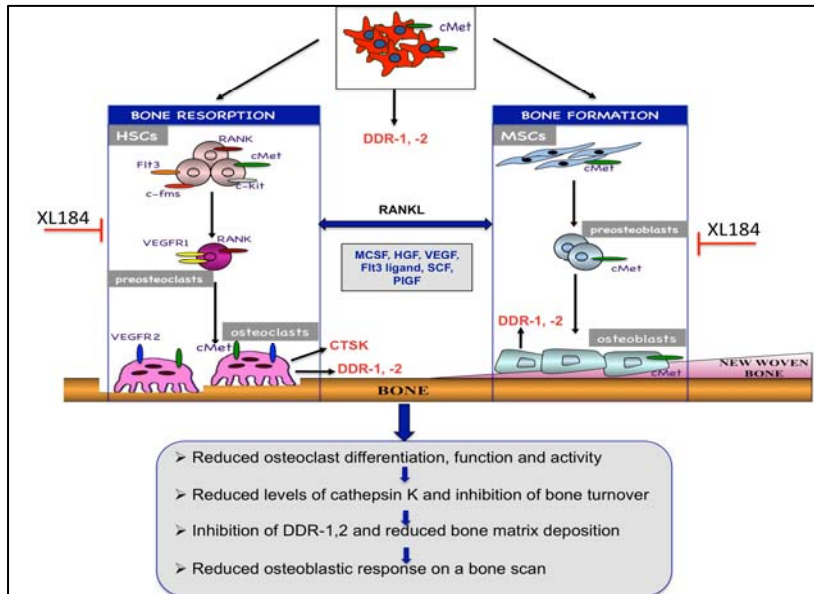 cMet
BONE RESORPTION
BONE FORMATION
HSCs
MSCs
DDR-1, -2
RANK
cMet
Flt3
c-kit
c-fms
cMet
XL184
XL184
RANKL
VEGFR1
RANK
preosteoclasts
MCSF, HGF, VEGF,
Flt3 ligand, SCF,
PlGF
preosteoblasts
cMet
VEGFR2
cMet
osteoclasts
CTSK
DDR-1, -2
DDR-1, -2
osteoblasts
cMet
NEW WOVEN
BONE
BONE
➢ Reduced osteoclast differentiation, function and activity
➢ Reduced levels of cathepsin K and inhibition of bone turnover
➢ Inhibition of DDR-1,2 and reduced bone matrix deposition
➢ Reduced osteoblastic response on a bone scan